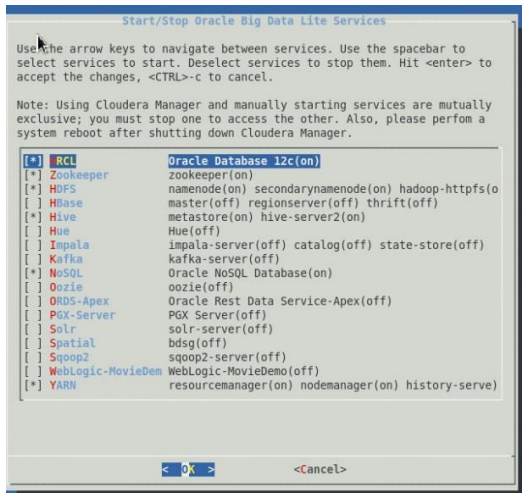 Start/Stop Oracle Big Data Lite Services
Use the arrow keys to navigate between services. Use the spacebar to
select services to start. Deselect services to stop them. Hit <enter> to
accept the changes, <CTRL>-c to cancel.
Note: Using Cloudera Manager and manually starting services are mutually
exclusive; you must stop one to access the other. Also, please perfom a
system reboot after shutting down Cloudera Manager.
[*] ORCL Oracle Database 12c(on)
[*] Zookeeper zookeeper(on)
[*] HDFS namenode(on) secondarynamenode(on) hadoop-httpfs(o
[ ] HBase master(off) regionserver(off) thrift(off)
[*] Hive metastore(on) hive-server2(on)
[ ] Hue Hue(off)
[ ] Impala impala-server(off) catalog(off) state-store(off)
[ ] Kafka kafka-server(off)
[*] NoSQL Oracle NoSQL Database(on)
[ ] Oozie oozie(off)
[ ] ORDS-Apex Oracle Rest Data Service-Apex(off)
[ ] PGX-Server PGX Server(off)
[ ] Solr solr-server(off)
[ ] Spatial bdsg(off)
[ ] Sqoop2 sqoop2-server(off)
[ ] WebLogic-MovieDem WebLogic-MovieDemo(off)
[*] YARN resourcemanager(on) nodemanager(on) history-serve)
< OK > <Cancel>